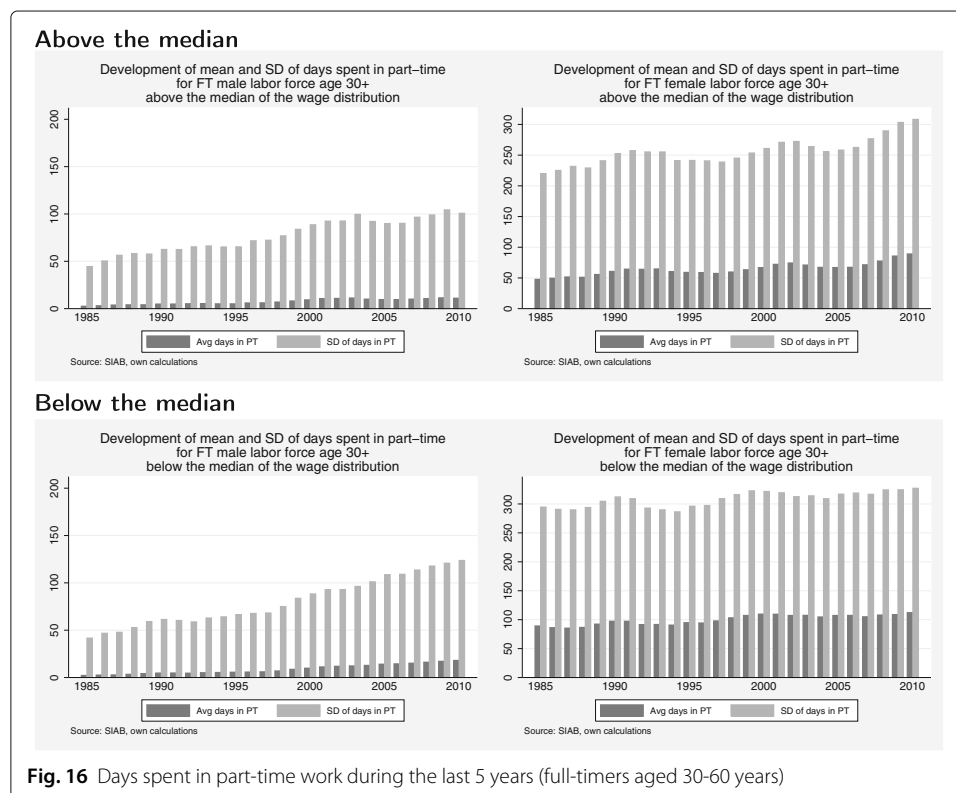 Above the median
Development of mean and SD of days spent in part–time
for FT male labor force age 30+
above the median of the wage distribution
200
150
100
50
0
1985 1990 1995 2000 2005 2010
Avg days in PT SD of days in PT
Source: SIAB, own calculations
Development of mean and SD of days spent in part–time
for FT female labor force age 30+
above the median of the wage distribution
300
250
200
150
100
50
0
1985 1990 1995 2000 2005 2010
Avg days in PT SD of days in PT
Source: SIAB, own calculations
Below the median
Development of mean and SD of days spent in part–time
for FT male labor force age 30+
below the median of the wage distribution
200
150
100
50
0
1985 1990 1995 2000 2005 2010
Avg days in PT SD of days in PT
Source: SIAB, own calculations
Development of mean and SD of days spent in part–time
for FT female labor force age 30+
below the median of the wage distribution
300
250
200
150
100
50
0
1985 1990 1995 2000 2005 2010
Avg days in PT SD of days in PT
Source: SIAB, own calculations
Fig. 16 Days spent in part-time work during the last 5 years (full-timers aged 30-60 years)